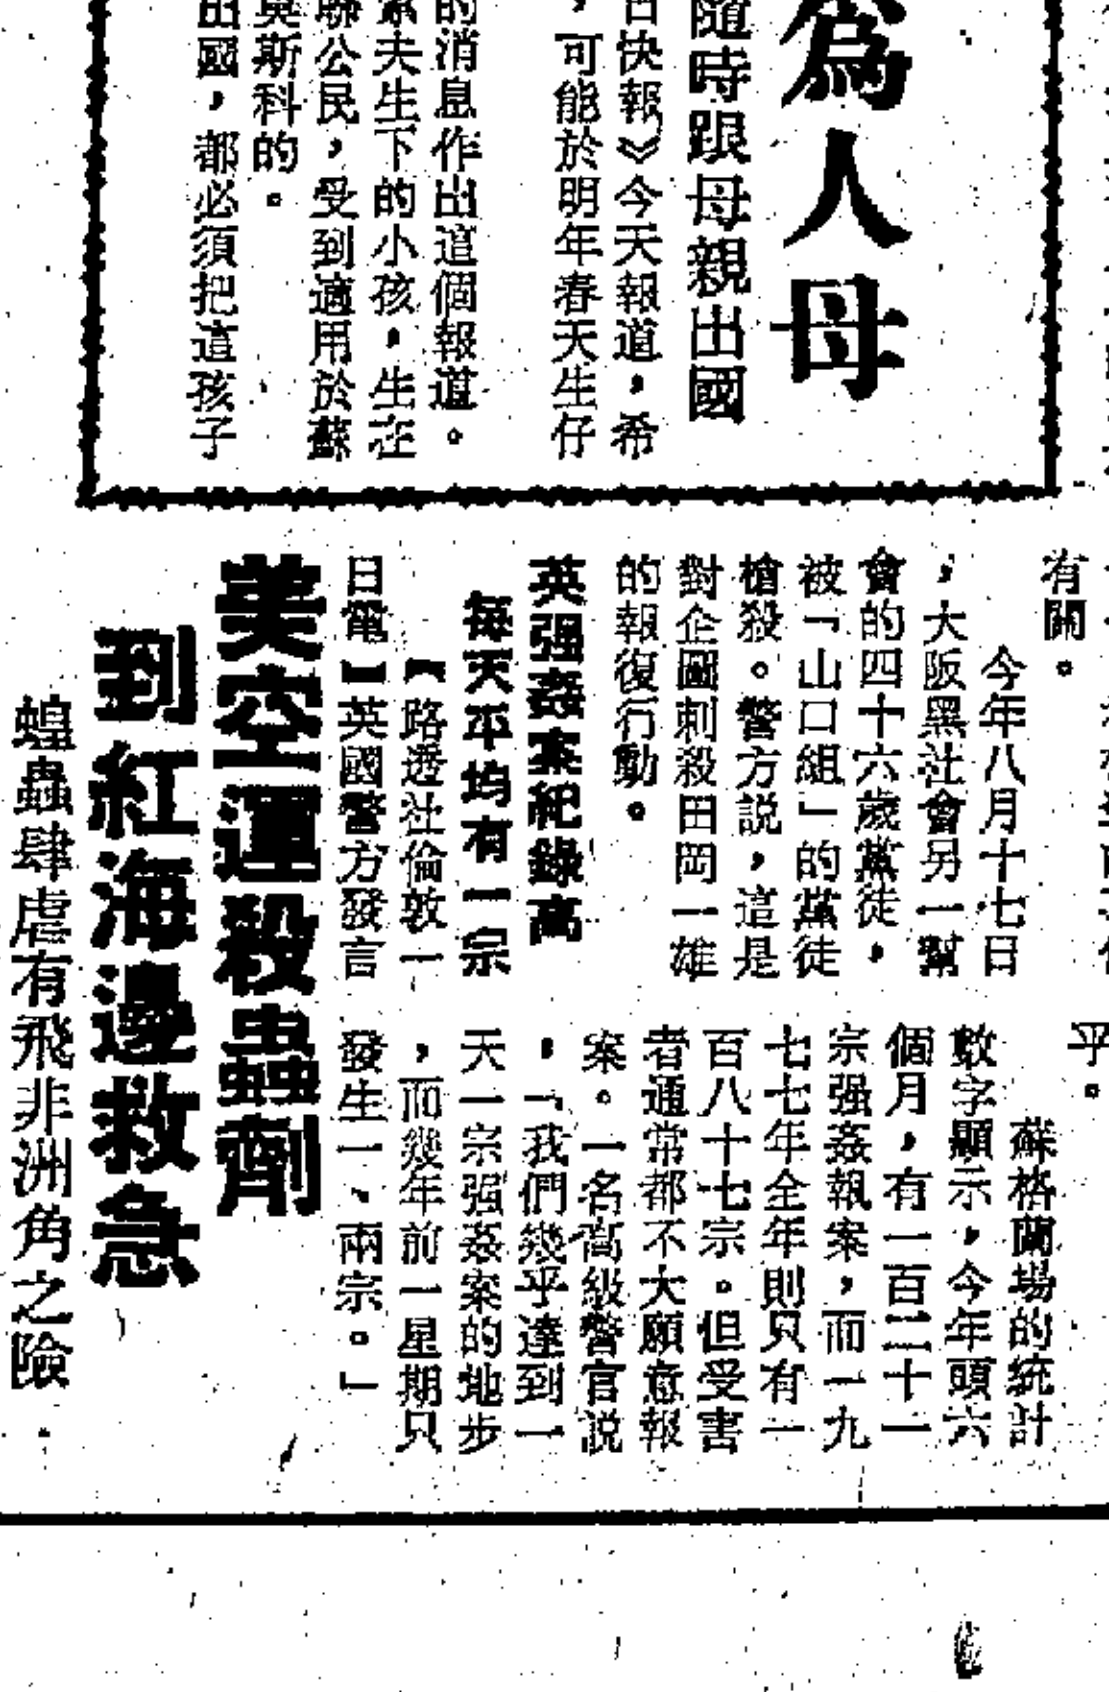 為人母
隨時跟母親出國
日快報》今天報道，希
，可能於明年春天生仔
的消息作出這個報道。
索夫生下的小孩，生在
聯公民，受到適用於蘇
莫斯科的。
出國，都必須把這孩子
有關。
今年八月十七日
，大阪黑社會另一幫
會的四十六歲黨徒，
被「山口組」的黨徒
槍殺。警方説，這是
對企圖刺殺田岡一雄
的報復行動。
英强姦案紀錄高
每天平均有一宗
【路透社倫敦一
日電】英國警方發言
平。
蘇格蘭場的統計
數字顯示，今年頭六
個月，有一百三十一
宗强姦報案，而一九
七七年全年則只有一
百八十七宗。但受害
者通常都不大願意報
案。一名高級警官説
，「我們幾乎達到一
天一宗强姦案的地步
，而幾年前一星期只
發生一、兩宗。」
美空運殺蟲劑
到紅海邊救急
蝗蟲肆虐有飛非洲角之險